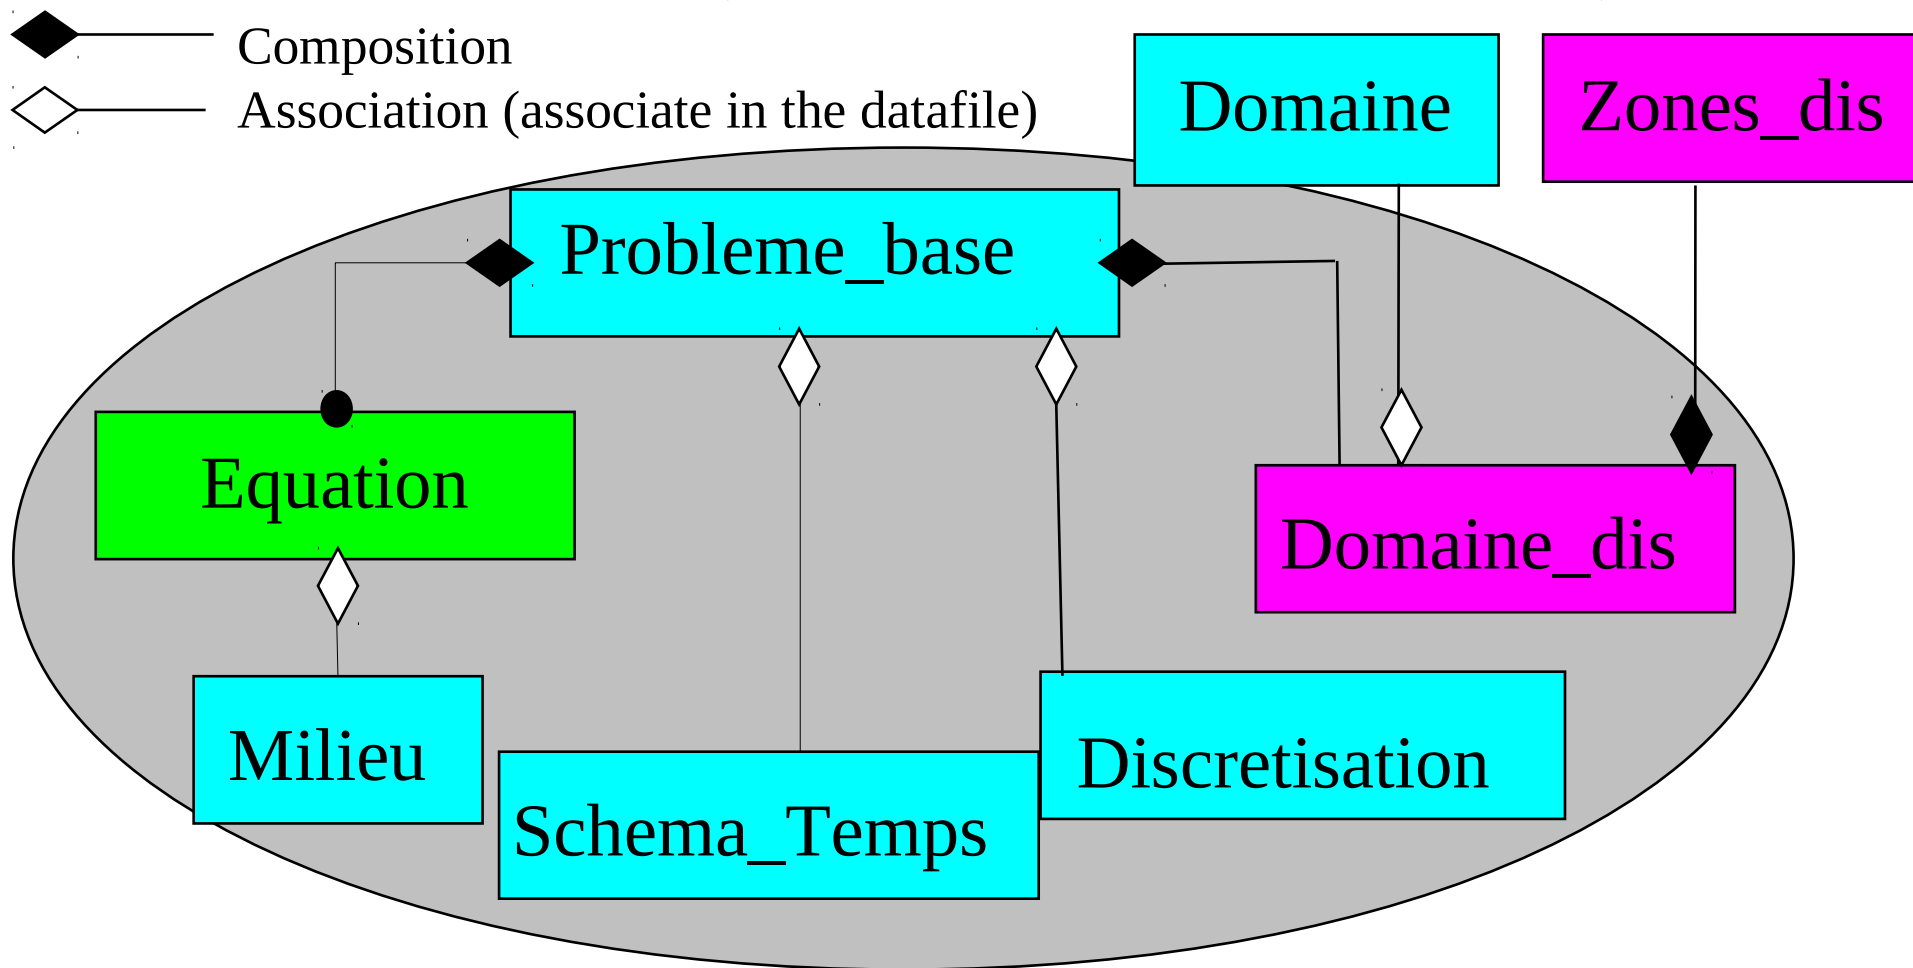 Composition
Association (associate in the datafile)
Domaine
Zones_dis
Probleme_base
Equation
Domaine_dis
Milieu
Schema_Temps
Discretisation